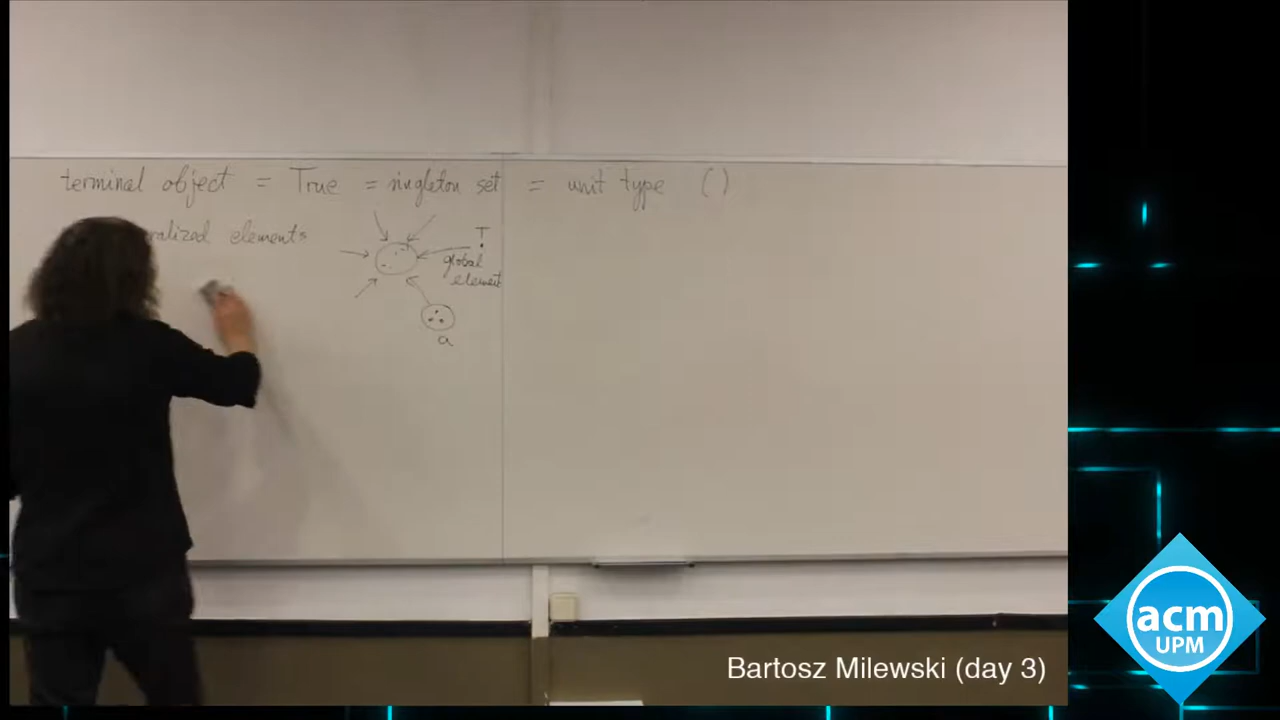 terminal object = True = singleton set = unit type ( )
elements
T
global
element
a
Bartosz Milewski (day 3)
acm
UPM